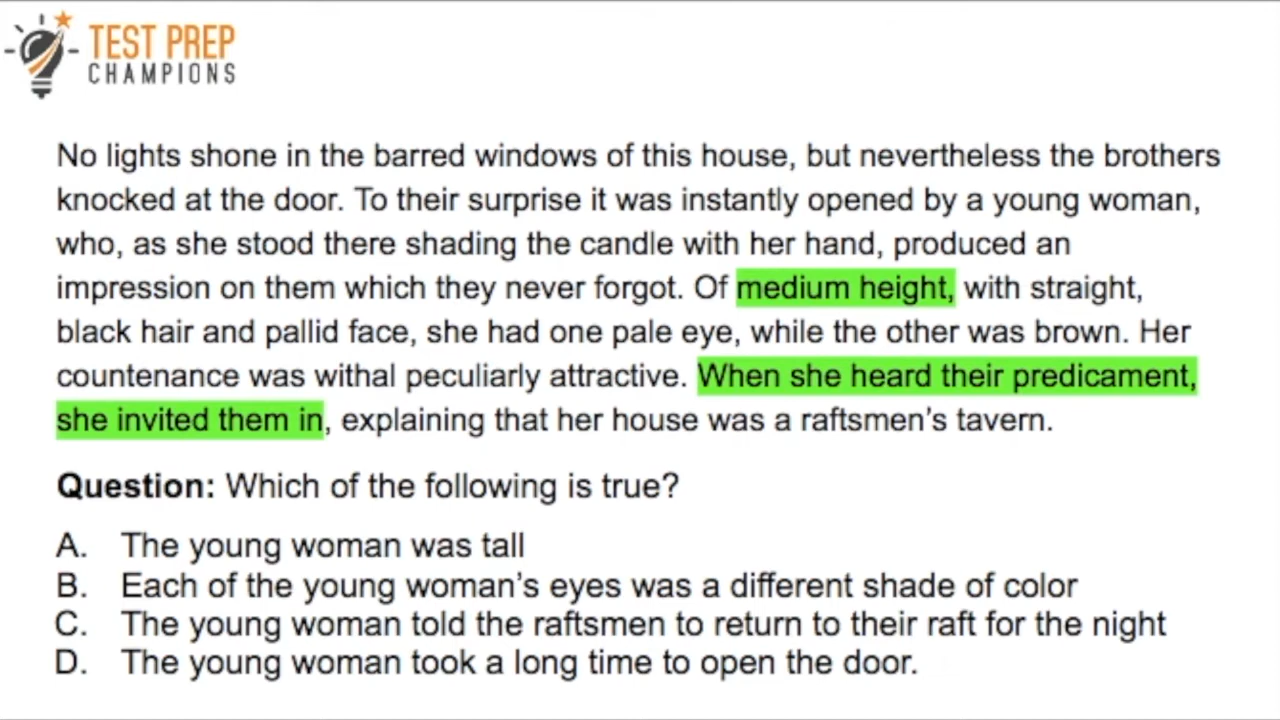 TEST PREP
CHAMPIONS
No lights shone in the barred windows of this house, but nevertheless the brothers
knocked at the door. To their surprise it was instantly opened by a young woman,
who, as she stood there shading the candle with her hand, produced an
impression on them which they never forgot. Of medium height, with straight,
black hair and pallid face, she had one pale eye, while the other was brown. Her
countenance was withal peculiarly attractive. When she heard their predicament,
she invited them in, explaining that her house was a raftsmen's tavern.
Question: Which of the following is true?
A. The young woman was tall
B. Each of the young woman's eyes was a different shade of color
C. The young woman told the raftsmen to return to their raft for the night
D. The young woman took a long time to open the door.